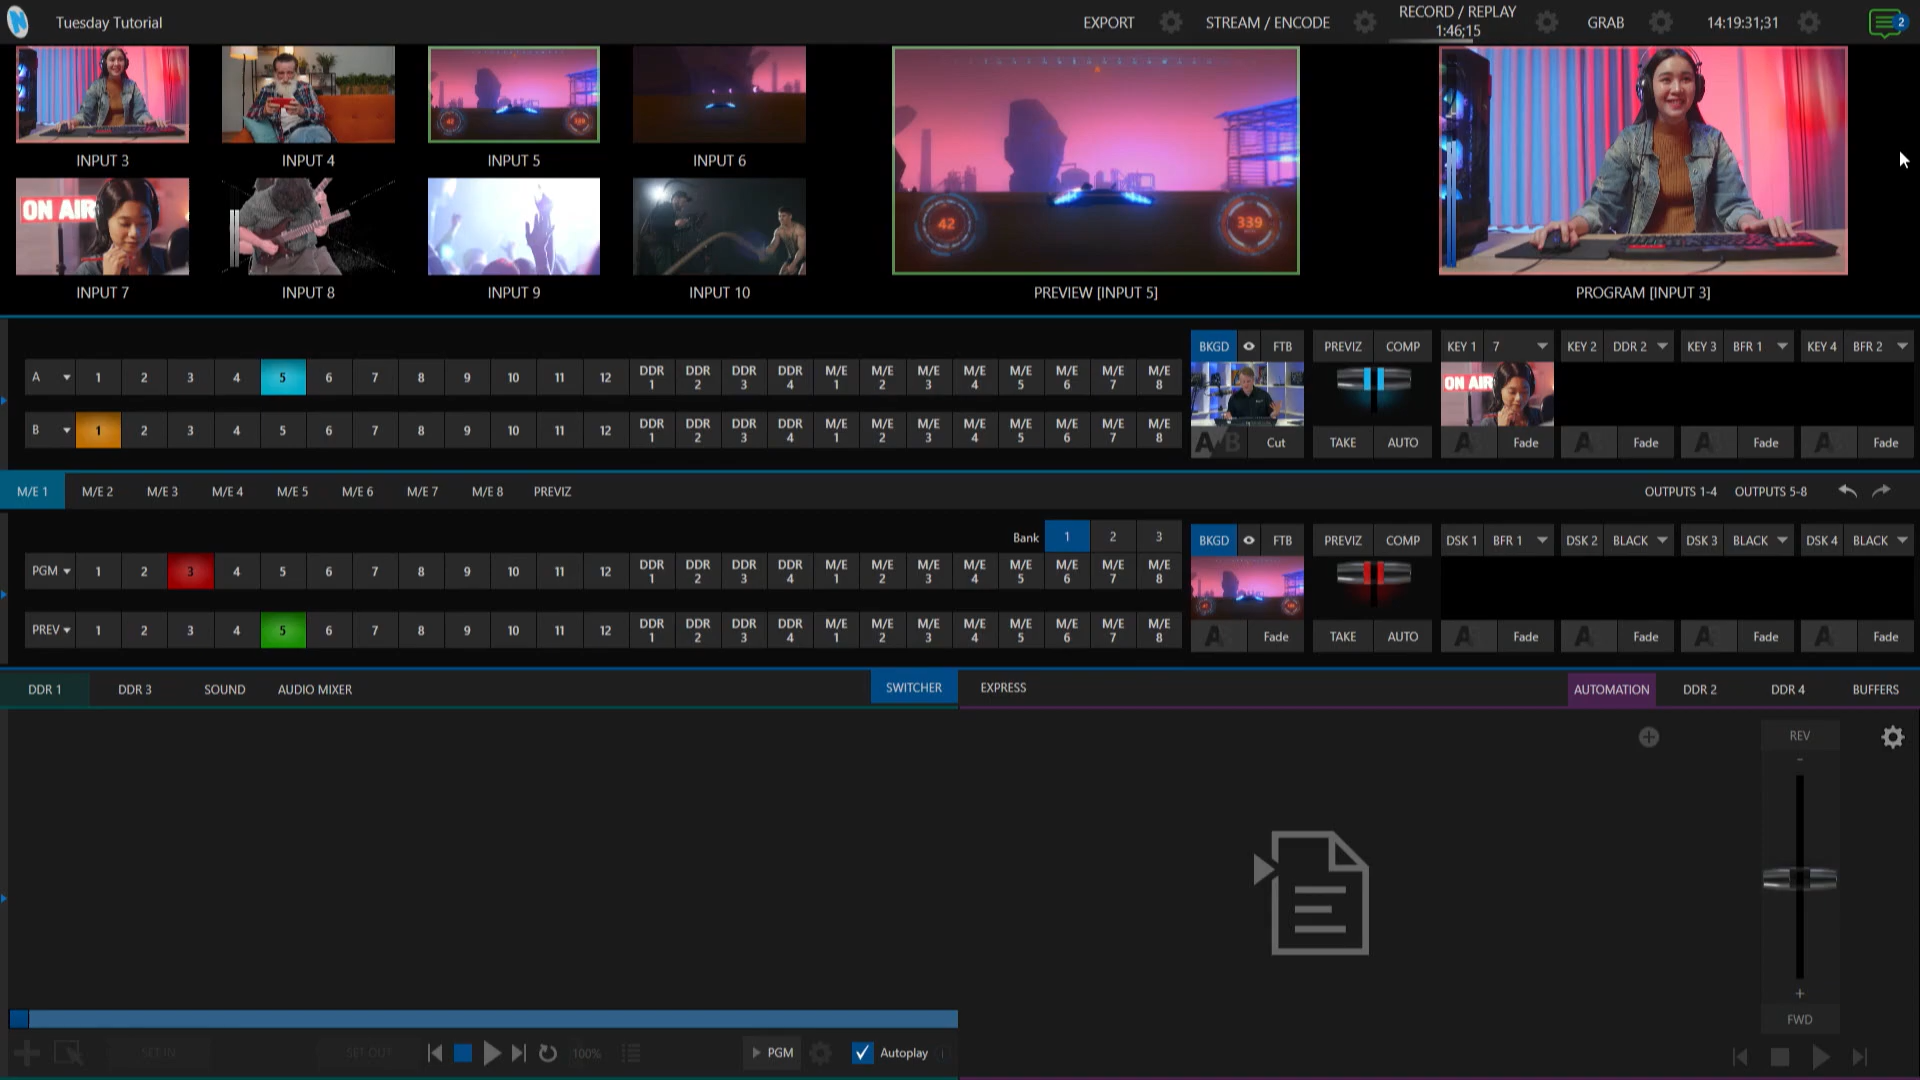 Tuesday Tutorial
EXPORT
STREAM / ENCODE
RECORD / REPLAY
1:46;15
GRAB
14:19:31;31
2
INPUT 3
INPUT 4
INPUT 5
INPUT 6
ON AIR
INPUT 7
INPUT 8
INPUT 9
INPUT 10
42
339
PREVIEW [INPUT 5]
PROGRAM [INPUT 3]
A 1 2 3 4 5 6 7 8 9 10 11 12 DDR 1 DDR 2 DDR 3 DDR 4 M/E 1 M/E 2 M/E 3 M/E 4 M/E 5 M/E 6 M/E 7 M/E 8
B 1 2 3 4 5 6 7 8 9 10 11 12 DDR 1 DDR 2 DDR 3 DDR 4 M/E 1 M/E 2 M/E 3 M/E 4 M/E 5 M/E 6 M/E 7 M/E 8
BKGD FTB PREVIZ COMP KEY 1 7 KEY 2 DDR 2 KEY 3 BFR 1 KEY 4 BFR 2
ON AIR
A B Cut TAKE AUTO A Fade A Fade A Fade A Fade
M/E 1 M/E 2 M/E 3 M/E 4 M/E 5 M/E 6 M/E 7 M/E 8 PREVIZ OUTPUTS 1-4 OUTPUTS 5-8
Bank 1 2 3
PGM 1 2 3 4 5 6 7 8 9 10 11 12 DDR 1 DDR 2 DDR 3 DDR 4 M/E 1 M/E 2 M/E 3 M/E 4 M/E 5 M/E 6 M/E 7 M/E 8
PREV 1 2 3 4 5 6 7 8 9 10 11 12 DDR 1 DDR 2 DDR 3 DDR 4 M/E 1 M/E 2 M/E 3 M/E 4 M/E 5 M/E 6 M/E 7 M/E 8
BKGD FTB PREVIZ COMP DSK 1 BFR 1 DSK 2 BLACK DSK 3 BLACK DSK 4 BLACK
A Fade TAKE AUTO A Fade A Fade A Fade A Fade
DDR 1 DDR 3 SOUND AUDIO MIXER SWITCHER EXPRESS AUTOMATION DDR 2 DDR 4 BUFFERS
REV
-
+
FWD
SET IN SET OUT 100% PGM Autoplay